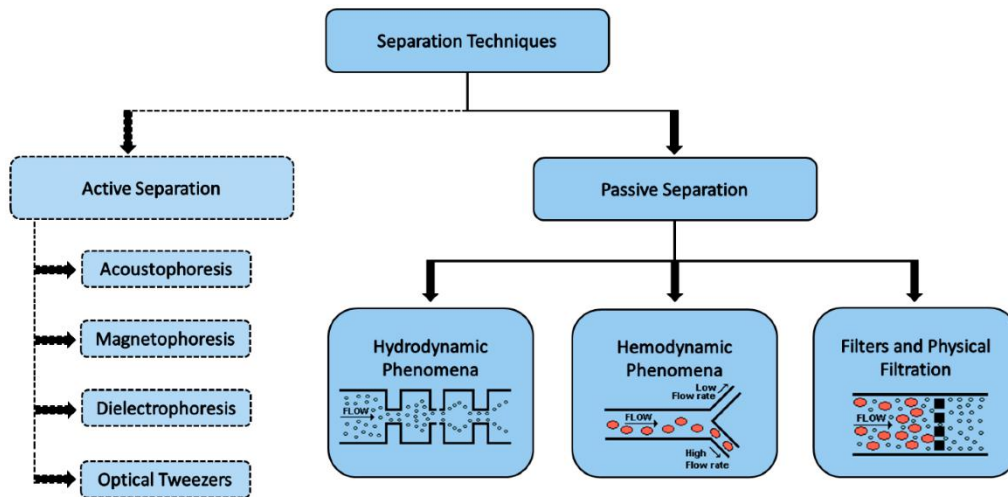 Separation Techniques
Active Separation
Passive Separation
Acoustophoresis
Magnetophoresis
Dielectrophoresis
Optical Tweezers
Hydrodynamic
Phenomena
FLOW
Hemodynamic
Phenomena
Low
Flow rate
FLOW
High
Flow rate
Filters and Physical
Filtration
FLOW